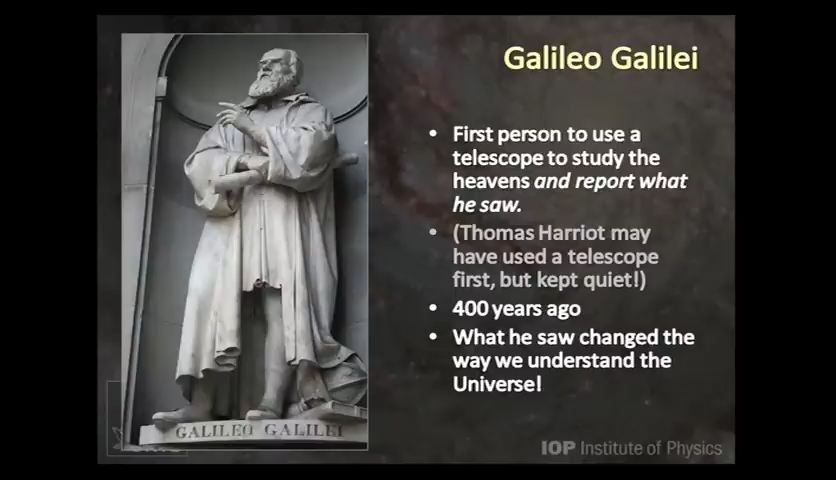 Galileo Galilei
• First person to use a
telescope to study the
heavens and report what
he saw.
• (Thomas Harriot may
have used a telescope
first, but kept quiet!)
• 400 years ago
• What he saw changed the
way we understand the
Universe!
GALILEO GALILEI
IOP Institute of Physics